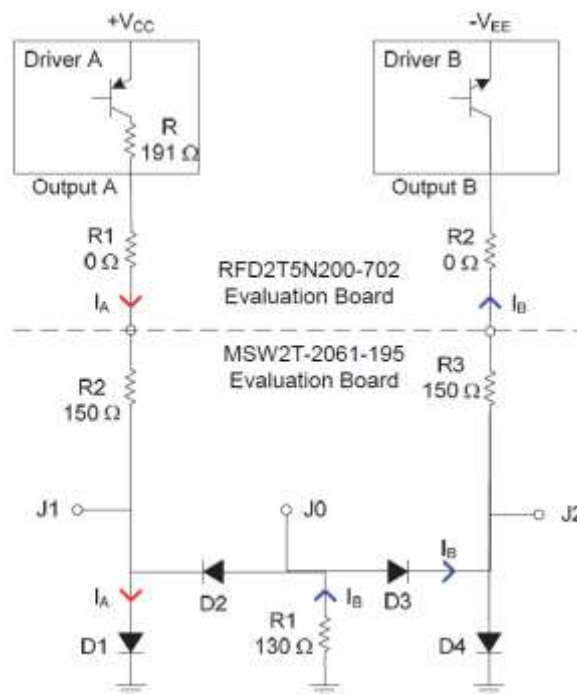 +VCC
-VEE
Driver A
Driver B
R
191 Ω
Output A
Output B
R1
0 Ω
R2
0 Ω
RFD2T5N200-702
Evaluation Board
IA
IB
MSW2T-2061-195
Evaluation Board
R2
150 Ω
R3
150 Ω
J1
J0
J2
IA
D2
IB
D3
IB
D1
R1
130 Ω
D4